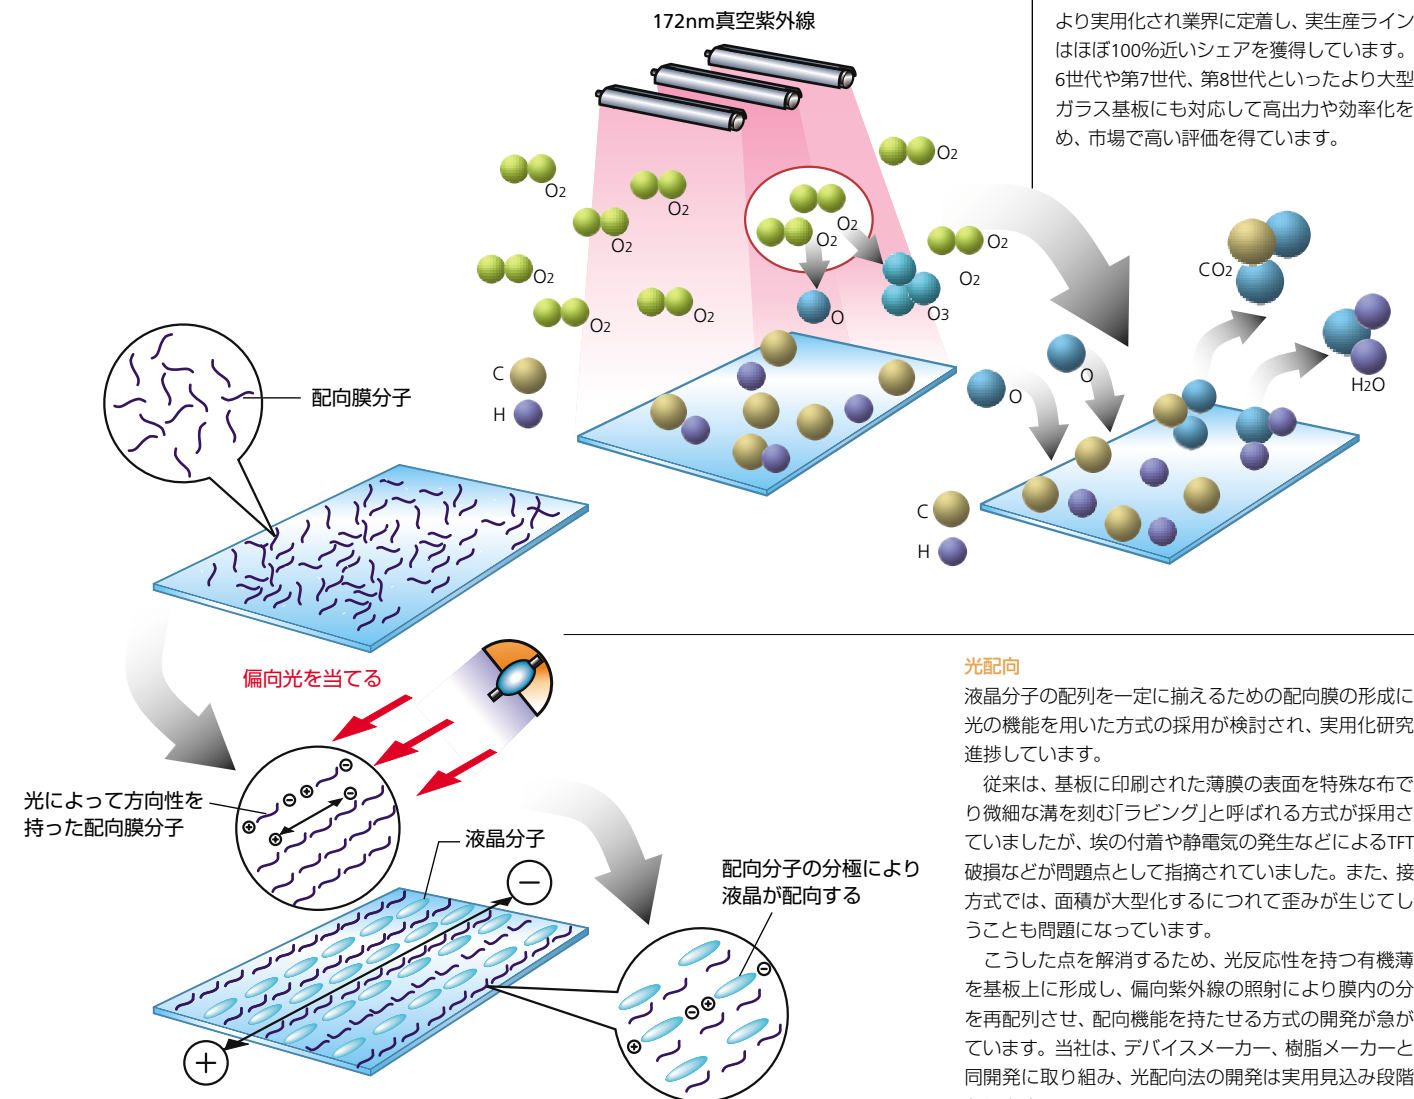 172nm真空紫外線
より実用化され業界に定着し、実生産ライン
はほぼ100%近いシェアを獲得しています。
6世代や第7世代、第8世代といったより大型
ガラス基板にも対応して高出力や効率化を
め、市場で高い評価を得ています。
O2
O2
O2
O2
O2
O2
O2
O2
O2
O2
O2
O2
O
O3
C
H
CO2
H2O
O
O
C
H
配向膜分子
偏向光を当てる
光によって方向性を
持った配向膜分子
⊖
⊖
⊕
⊖
⊕
⊕
液晶分子
−
+
配向分子の分極により
液晶が配向する
⊖
⊖
⊕
⊕
光配向
液晶分子の配列を一定に揃えるための配向膜の形成に
光の機能を用いた方式の採用が検討され、実用化研究
進捗しています。
従来は、基板に印刷された薄膜の表面を特殊な布で
り微細な溝を刻む「ラビング」と呼ばれる方式が採用さ
ていましたが、埃の付着や静電気の発生などによるTFT
破損などが問題点として指摘されていました。また、接
方式では、面積が大型化するにつれて歪みが生じてし
うことも問題になっています。
こうした点を解消するため、光反応性を持つ有機薄
を基板上に形成し、偏向紫外線の照射により膜内の分
を再配列させ、配向機能を持たせる方式の開発が急が
ています。当社は、デバイスメーカー、樹脂メーカーと
同開発に取り組み、光配向法の開発は実用見込み段階